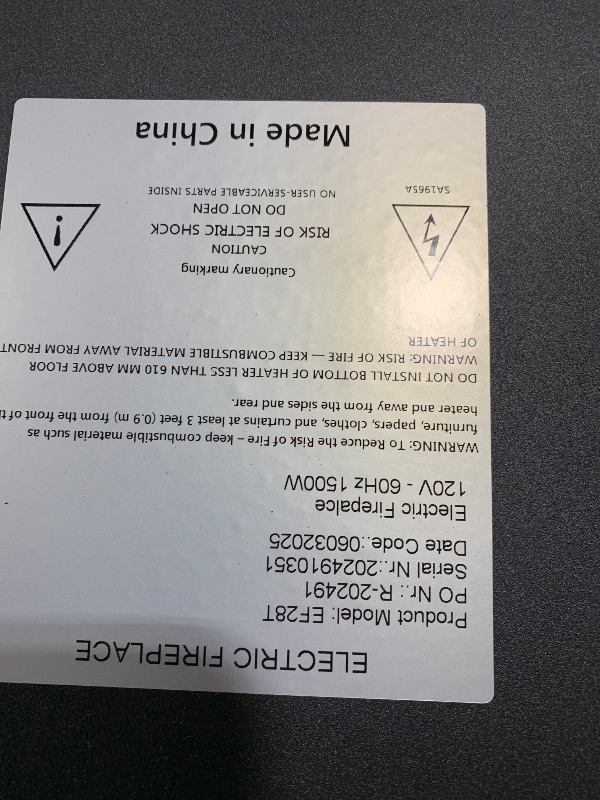 ELECTRIC FIREPLACE
Product Model: EF28T
PO Nr.: R-202491
Serial Nr.:2024910351
Date Code.:06032025
Electric Firepalce
120V - 60Hz 1500W
WARNING: To Reduce the Risk of Fire – keep combustible material such as
furniture, papers, clothes, and curtains at least 3 feet (0.9 m) from the front of
heater and away from the sides and rear.
DO NOT INSTALL BOTTOM OF HEATER LESS THAN 610 MM ABOVE FLOOR
WARNING: RISK OF FIRE — KEEP COMBUSTIBLE MATERIAL AWAY FROM FRONT
OF HEATER
Cautionary marking
CAUTION
RISK OF ELECTRIC SHOCK
DO NOT OPEN
NO USER-SERVICEABLE PARTS INSIDE
SA1965A
Made in China